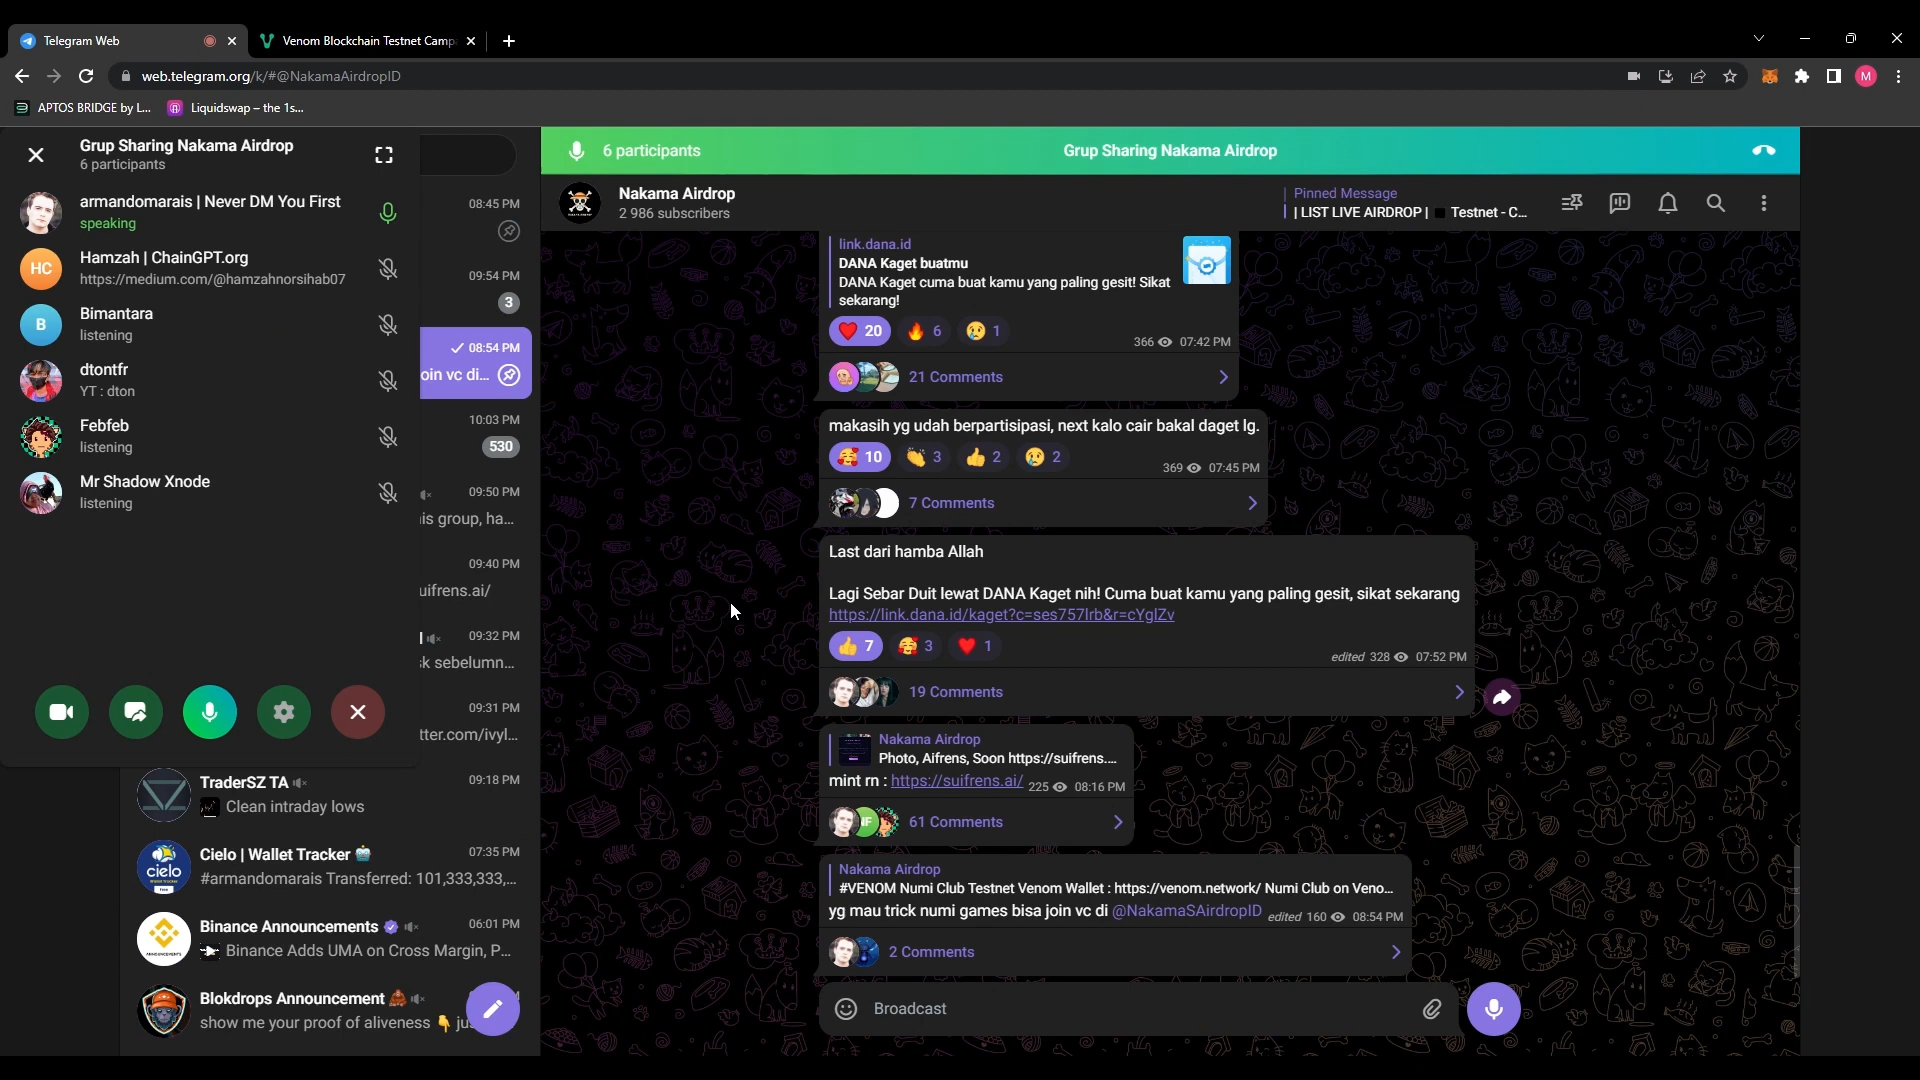 Telegram Web
Venom Blockchain Testnet Camp
web.telegram.org/k/#@NakamaAirdropID
M
APTOS BRIDGE by L...
Liquidswap – the 1s...
Grup Sharing Nakama Airdrop
6 participants
armandomarais | Never DM You First
speaking
HC
Hamzah | ChainGPT.org
https://medium.com/@hamzahnorsihab07
B
Bimantara
listening
dtontfr
YT : dton
Febfeb
listening
Mr Shadow Xnode
listening
08:45 PM
09:54 PM
3
08:54 PM
oin vc di...
10:03 PM
530
09:50 PM
is group, ha...
09:40 PM
uifrens.ai/
09:32 PM
k sebelumn...
09:31 PM
tter.com/ivyl...
TraderSZ TA
09:18 PM
Clean intraday lows
cielo
Cielo | Wallet Tracker
07:35 PM
#armandomarais Transferred: 101,333,333,...
Binance Announcements
06:01 PM
Binance Adds UMA on Cross Margin, P...
Blokdrops Announcement
show me your proof of aliveness 👇 ju
6 participants
Grup Sharing Nakama Airdrop
Nakama Airdrop
2 986 subscribers
Pinned Message
| LIST LIVE AIRDROP | ◼ Testnet - C...
link.dana.id
DANA Kaget buatmu
DANA Kaget cuma buat kamu yang paling gesit! Sikat
sekarang!
❤️ 20 🔥 6 😢 1
366 07:42 PM
21 Comments
makasih yg udah berpartisipasi, next kalo cair bakal daget lg.
🥰 10 👏 3 👍 2 😢 2
369 07:45 PM
7 Comments
Last dari hamba Allah
Lagi Sebar Duit lewat DANA Kaget nih! Cuma buat kamu yang paling gesit, sikat sekarang
https://link.dana.id/kaget?c=ses757lrb&r=cYglZv
👍 7 🥰 3 ❤️ 1
edited 328 07:52 PM
19 Comments
Nakama Airdrop
Photo, Aifrens, Soon https://suifrens....
mint rn : https://suifrens.ai/ 225 08:16 PM
61 Comments
Nakama Airdrop
#VENOM Numi Club Testnet Venom Wallet : https://venom.network/ Numi Club on Veno...
yg mau trick numi games bisa join vc di @NakamaSAirdropID edited 160 08:54 PM
2 Comments
Broadcast